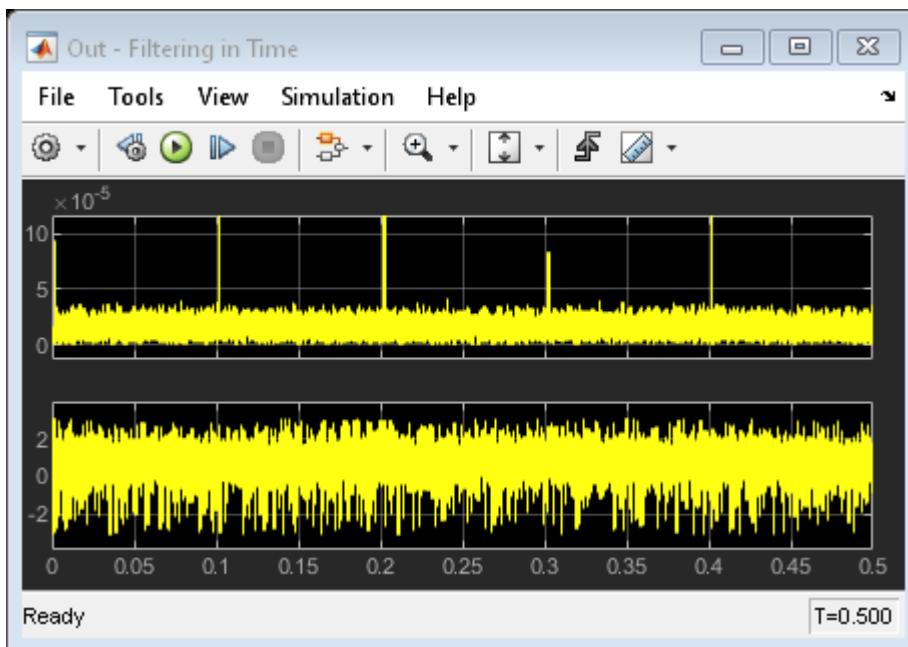 Out - Filtering in Time
File Tools View Simulation Help
×10⁻⁵
10
5
0
2
0
-2
0 0.05 0.1 0.15 0.2 0.25 0.3 0.35 0.4 0.45 0.5
Ready T=0.500